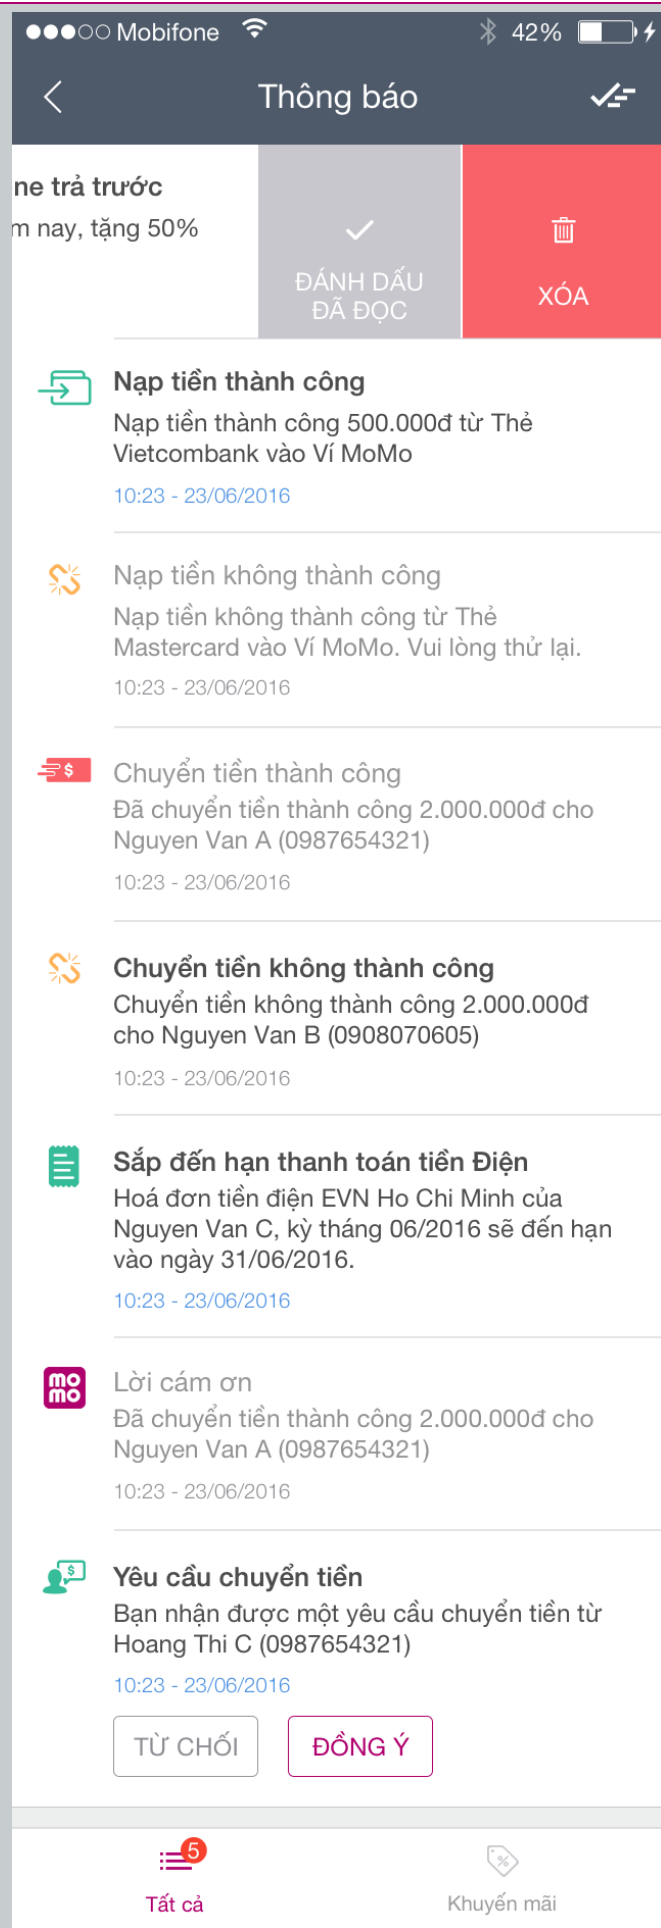 Mobifone 42%
Thông báo
ne trả trước
m nay, tặng 50%
ĐÁNH DẤU
ĐÃ ĐỌC
XÓA
Nạp tiền thành công
Nạp tiền thành công 500.000đ từ Thẻ
Vietcombank vào Ví MoMo
10:23 - 23/06/2016
Nạp tiền không thành công
Nạp tiền không thành công từ Thẻ
Mastercard vào Ví MoMo. Vui lòng thử lại.
10:23 - 23/06/2016
$
Chuyển tiền thành công
Đã chuyển tiền thành công 2.000.000đ cho
Nguyen Van A (0987654321)
10:23 - 23/06/2016
Chuyển tiền không thành công
Chuyển tiền không thành công 2.000.000đ
cho Nguyen Van B (0908070605)
10:23 - 23/06/2016
Sắp đến hạn thanh toán tiền Điện
Hoá đơn tiền điện EVN Ho Chi Minh của
Nguyen Van C, kỳ tháng 06/2016 sẽ đến hạn
vào ngày 31/06/2016.
10:23 - 23/06/2016
mo
mo
Lời cám ơn
Đã chuyển tiền thành công 2.000.000đ cho
Nguyen Van A (0987654321)
10:23 - 23/06/2016
$
Yêu cầu chuyển tiền
Bạn nhận được một yêu cầu chuyển tiền từ
Hoang Thi C (0987654321)
10:23 - 23/06/2016
TỪ CHỐI
ĐỒNG Ý
5
%
Tất cả
Khuyến mãi